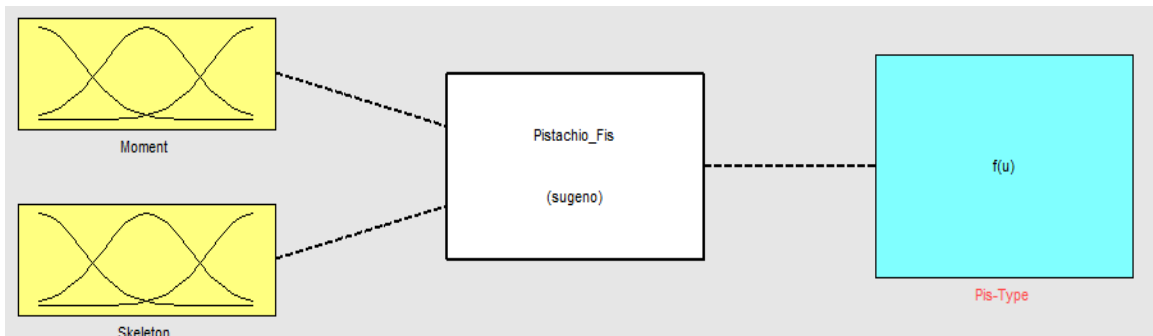 Moment
Skeleton
Pistachio_Fis
(sugeno)
f(u)
Pis-Type